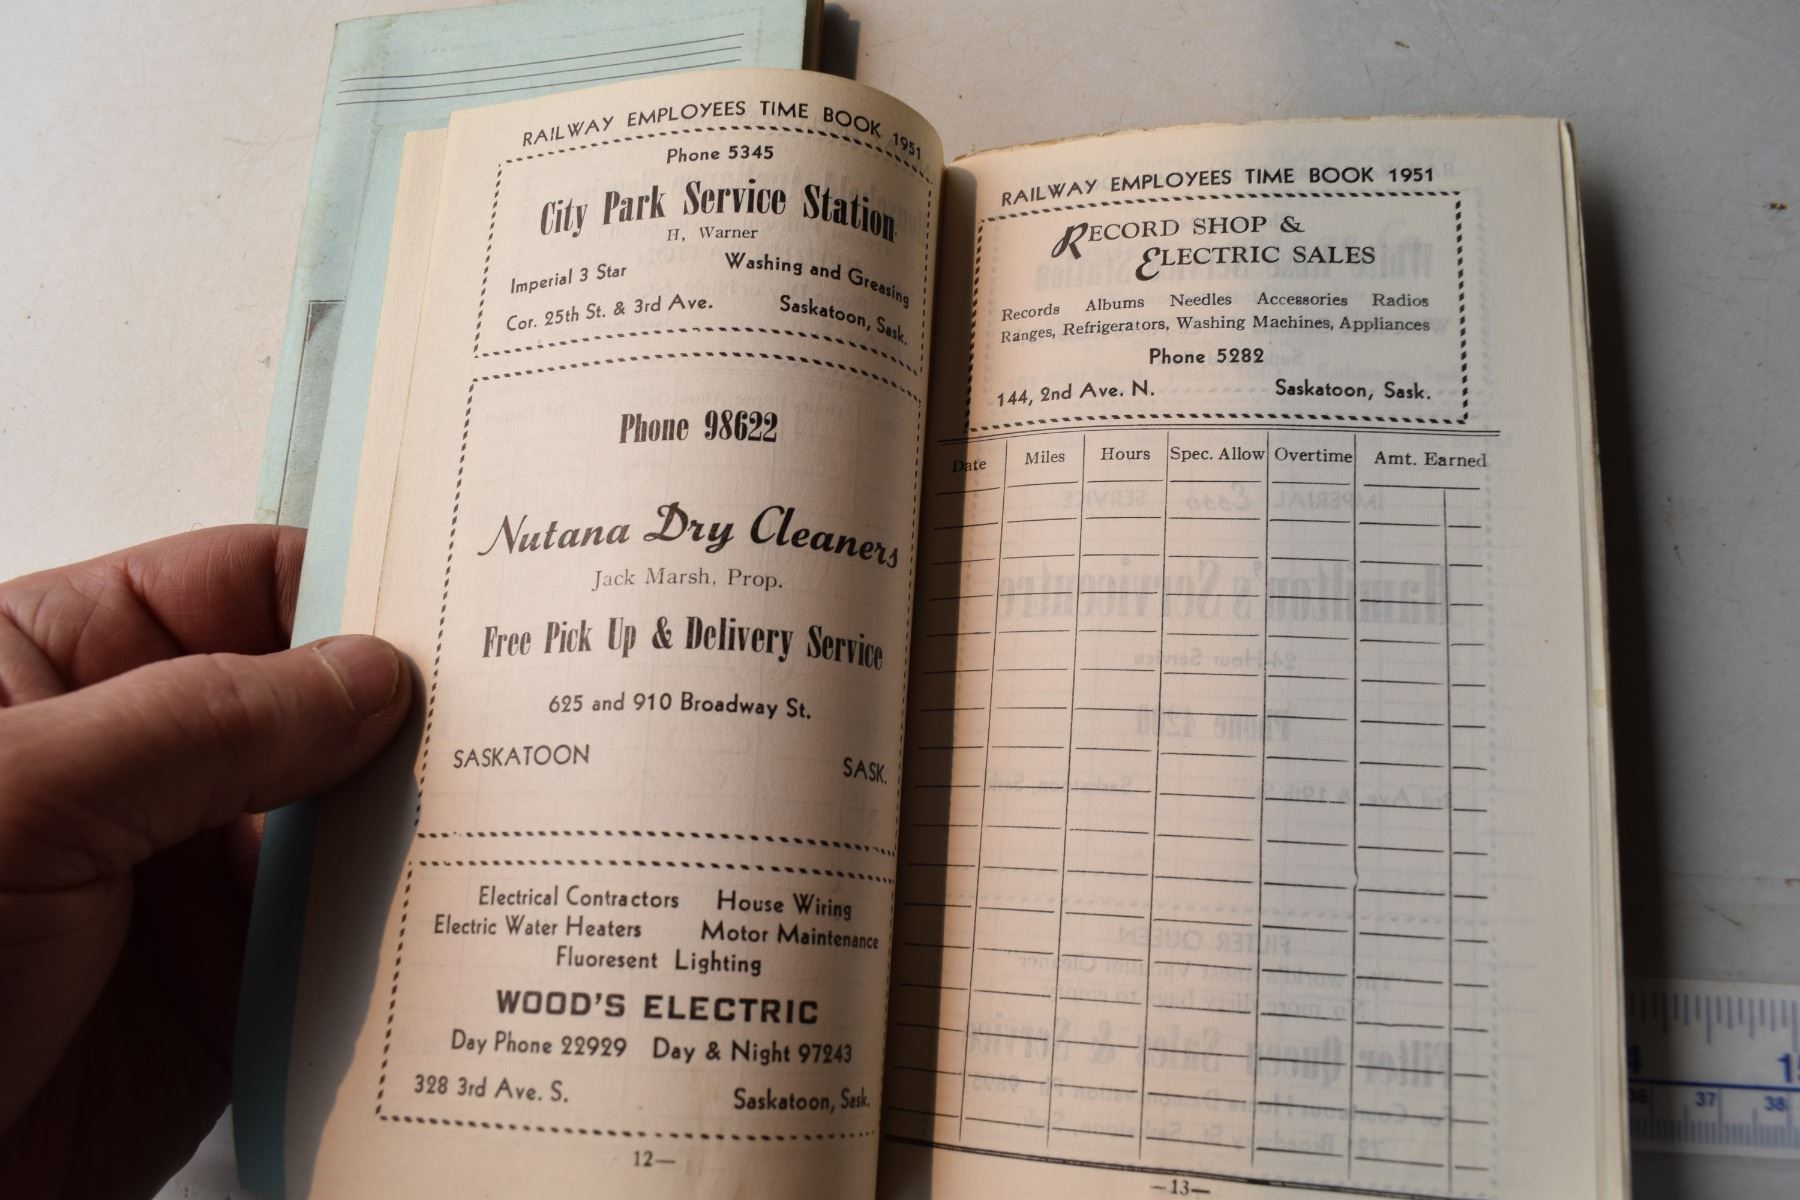 RAILWAY EMPLOYEES TIME BOOK 1951
Phone 5345
City Park Service Station
H, Warner
Imperial 3 Star Washing and Greasing
Cor. 25th St. & 3rd Ave. Saskatoon, Sask.
Phone 98622
Nutana Dry Cleaners
Jack Marsh, Prop.
Free Pick Up & Delivery Service
625 and 910 Broadway St.
SASKATOON SASK.
Electrical Contractors House Wiring
Electric Water Heaters Motor Maintenance
Fluoresent Lighting
WOOD'S ELECTRIC
Day Phone 22929 Day & Night 97243
328 3rd Ave. S. Saskatoon, Sask.
12—
RAILWAY EMPLOYEES TIME BOOK 1951
RECORD SHOP &
ELECTRIC SALES
Records Albums Needles Accessories Radios
Ranges, Refrigerators, Washing Machines, Appliances
Phone 5282
144, 2nd Ave. N. Saskatoon, Sask.
Date Miles Hours Spec. Allow Overtime Amt. Earned
—13—
37 38